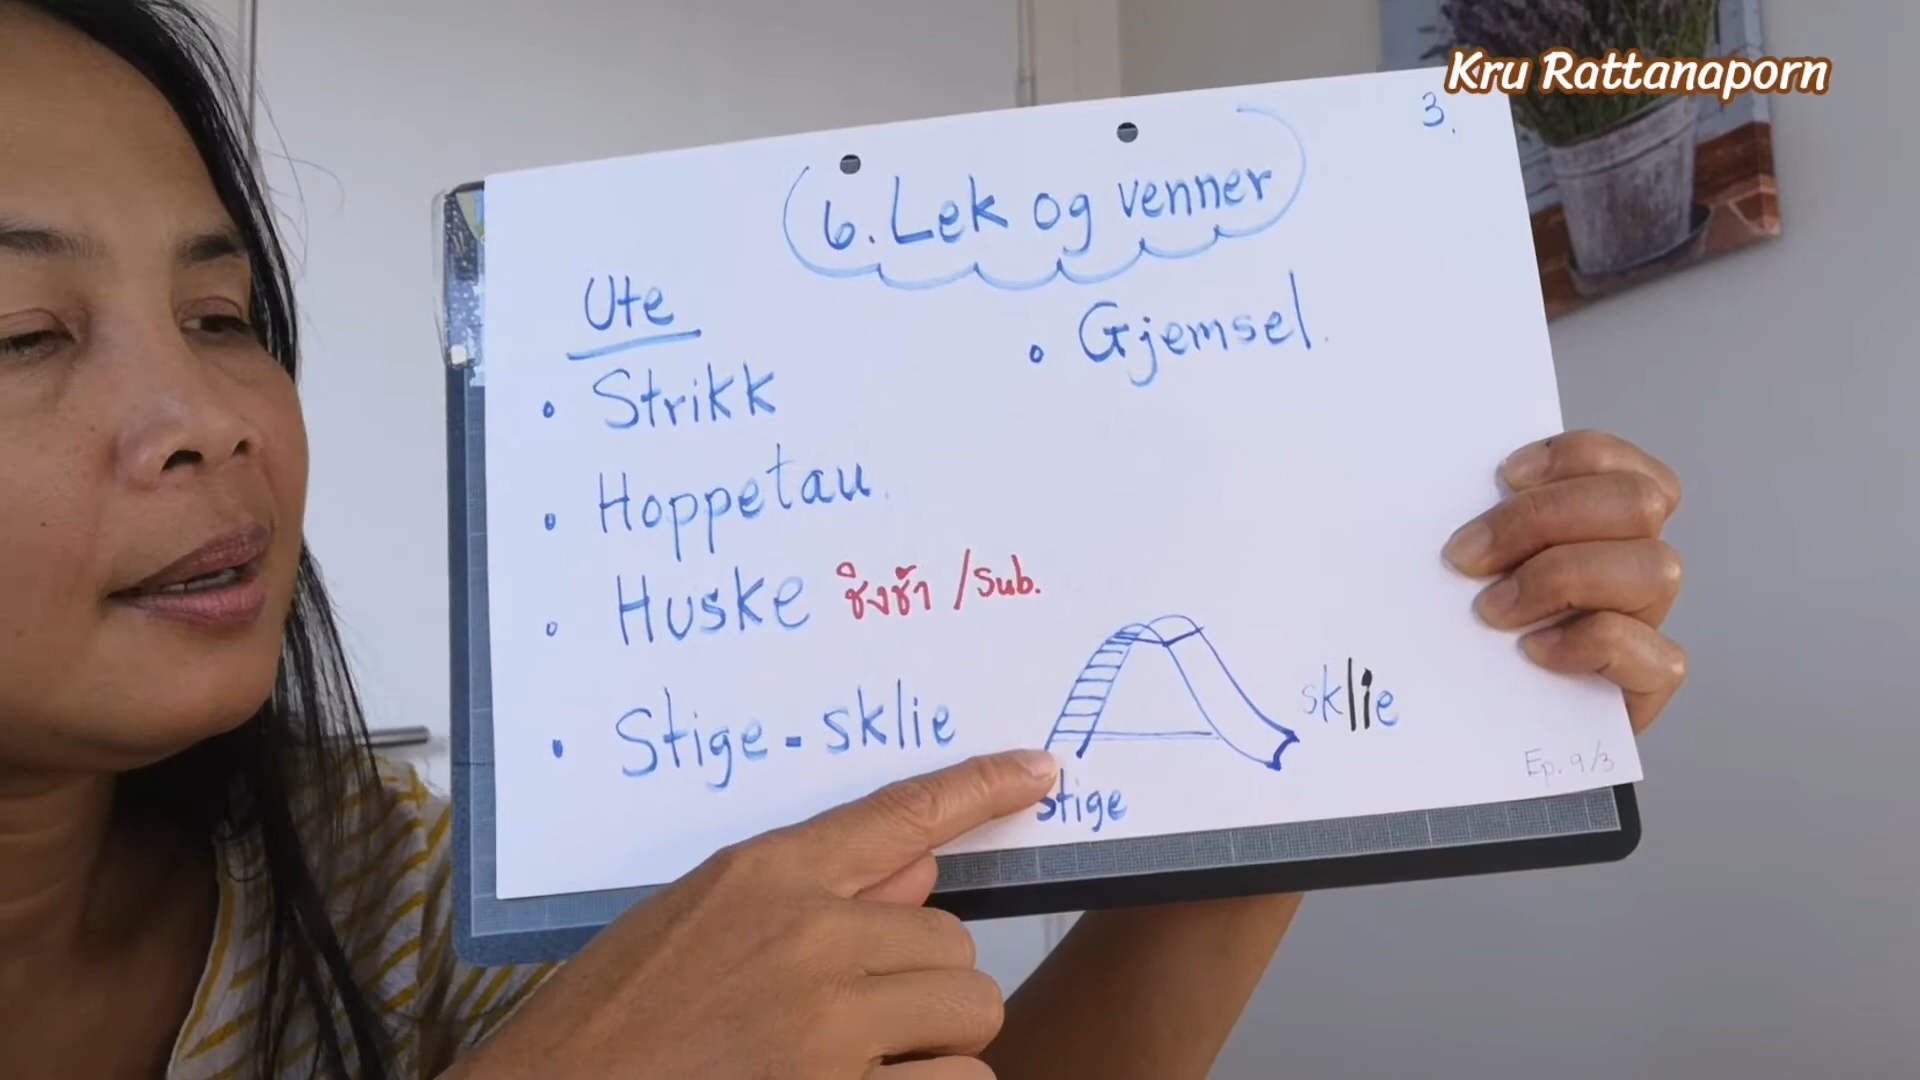 Kru Rattanaporn
3.
6. Lek og venner
Ute
• Strikk
• Hoppetau
• Huske ชิงช้า /Sub.
• Stige - sklie
• Gjemsel
sklie
stige
Ep. 9/3